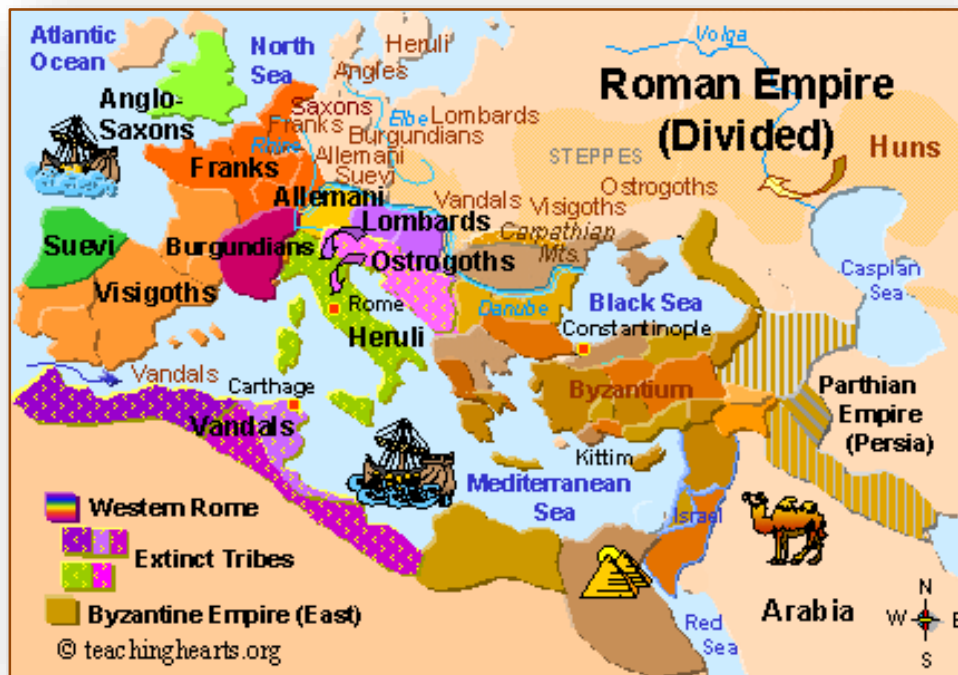 Atlantic
Ocean
North
Sea
Heruli
Angles
Volga
Roman Empire
(Divided)
Anglo-
Saxons
Saxons
Franks
Rhine
Elbe
Lombards
Burgundians
Allemani
Suevi
STEPPES
Huns
Franks
Allemani
Vandals
Visigoths
Ostrogoths
Carpathian
Mts.
Suevi
Burgundians
Lombards
Ostrogoths
Visigoths
Rome
Heruli
Danube
Black Sea
Constantinople
Caspian
Sea
Vandals
Carthage
Vandals
Byzantium
Parthian
Empire
(Persia)
Kittim
Mediterranean
Sea
Israel
Western Rome
Extinct Tribes
Byzantine Empire (East)
© teachinghearts.org
Arabia
Red
Sea
N
W
E
S